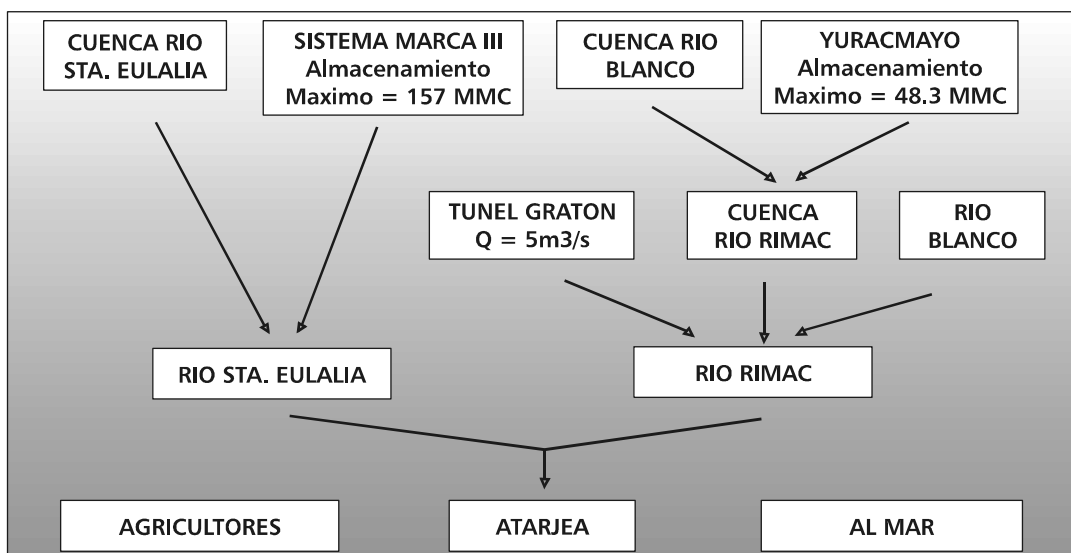 CUENCA RIO
STA. EULALIA
SISTEMA MARCA III
Almacenamiento
Maximo = 157 MMC
CUENCA RIO
BLANCO
YURACMAYO
Almacenamiento
Maximo = 48.3 MMC
TUNEL GRATON
Q = 5m3/s
CUENCA
RIO RIMAC
RIO
BLANCO
RIO STA. EULALIA
RIO RIMAC
AGRICULTORES
ATARJEA
AL MAR